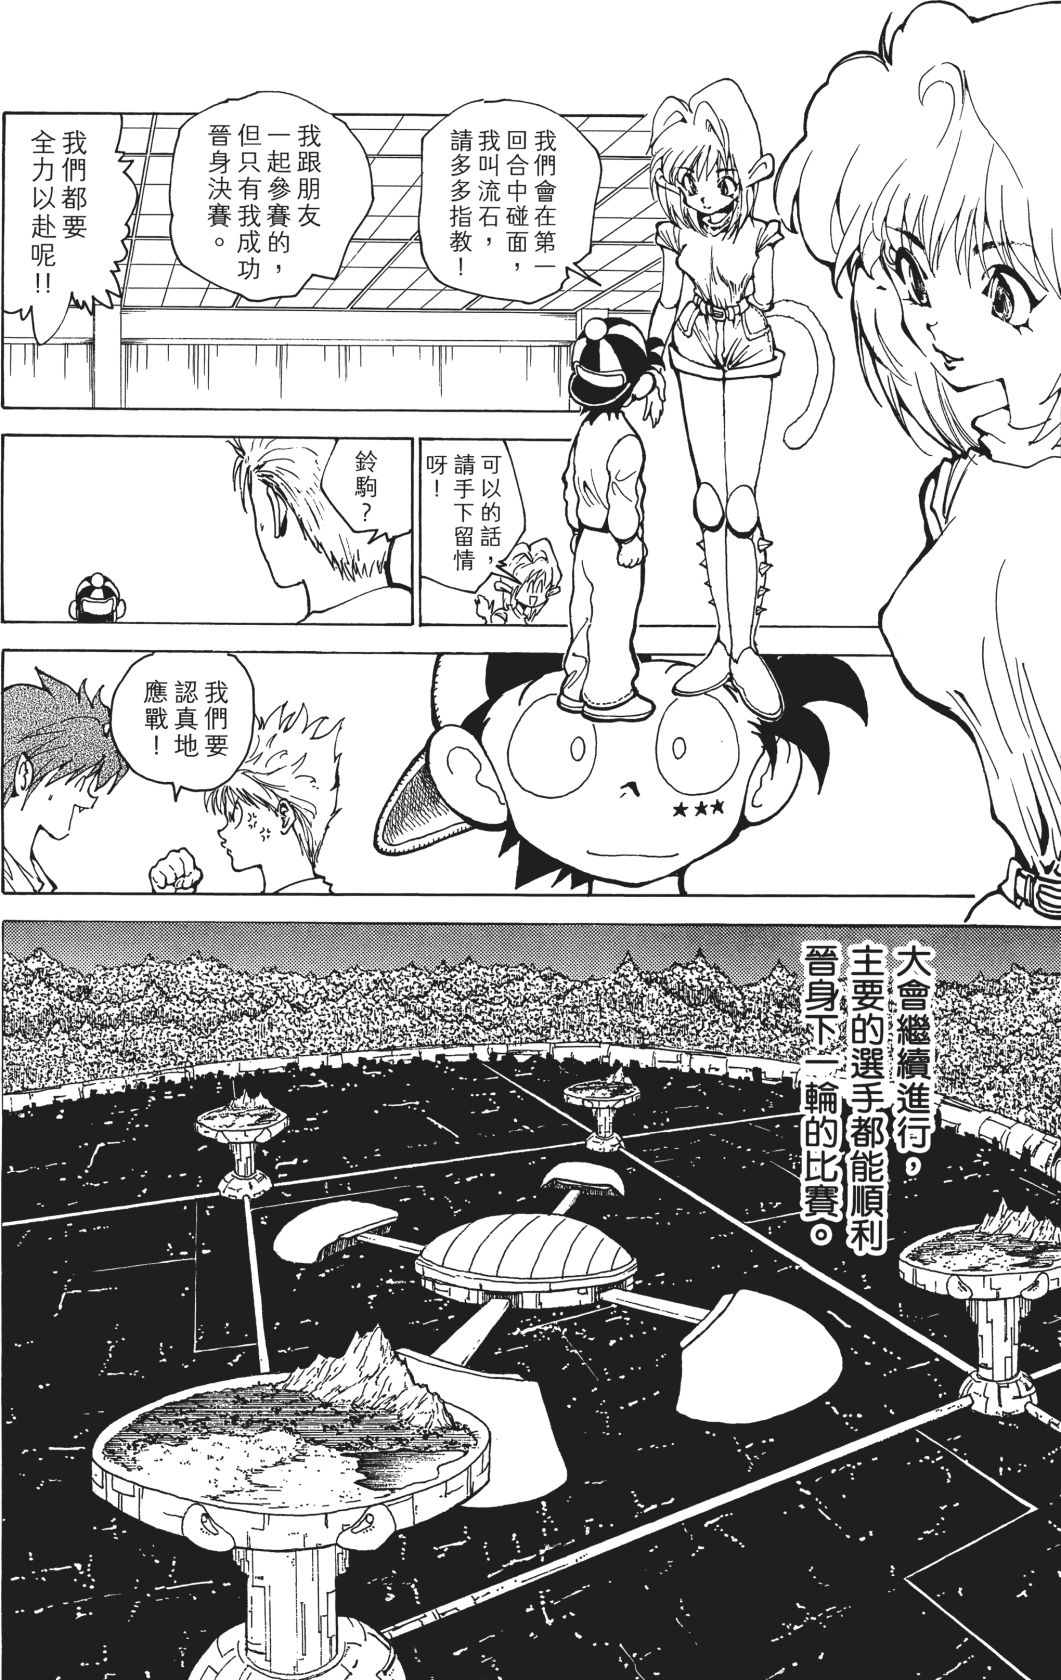 我們會在第一
回合中碰面，
我叫流石，
請多多指教！
我跟朋友
一起參賽的，
但只有我成功
晉身決賽。
我們都要
全力以赴呢!!
可以的話，
請手下留情
呀！
鈴駒？
我們要
認真地
應戰！
大會繼續進行，
主要的選手都能順利
晉身下一輪的比賽。